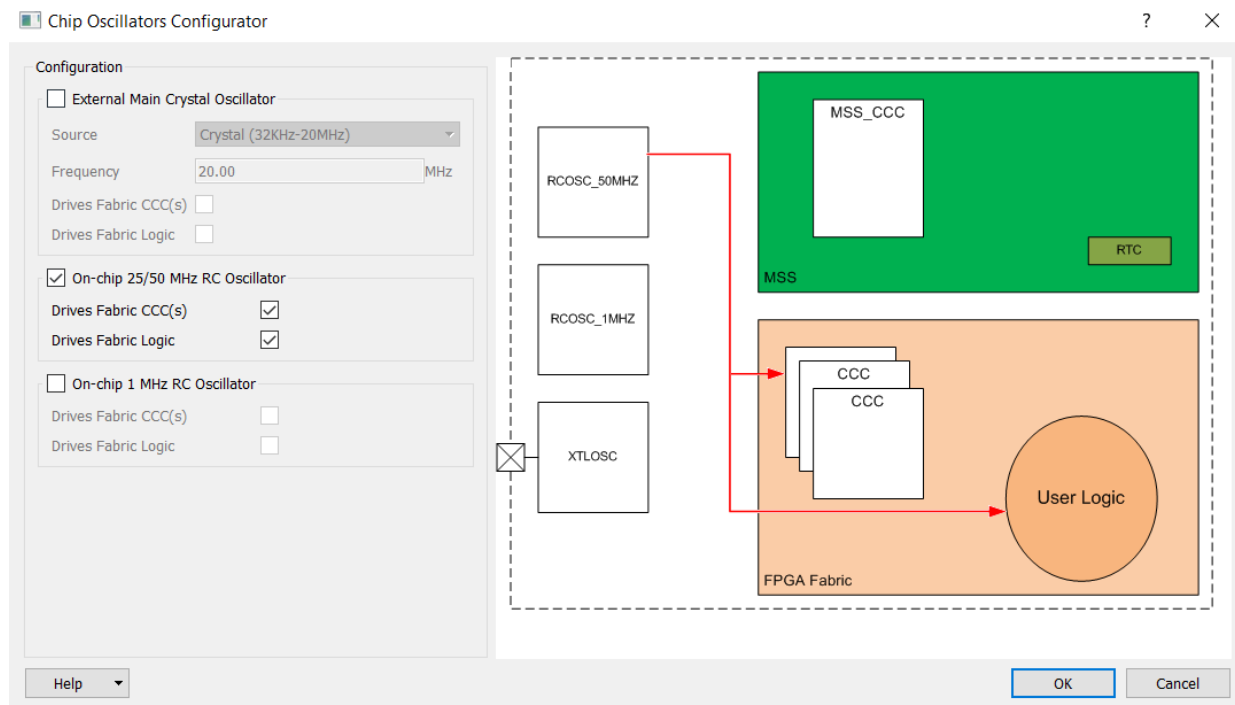 Chip Oscillators Configurator
?
Configuration
External Main Crystal Oscillator
Source
Crystal (32KHz-20MHz)
Frequency
20.00
MHz
Drives Fabric CCC(s)
Drives Fabric Logic
On-chip 25/50 MHz RC Oscillator
Drives Fabric CCC(s)
Drives Fabric Logic
On-chip 1 MHz RC Oscillator
Drives Fabric CCC(s)
Drives Fabric Logic
RCOSC_50MHZ
RCOSC_1MHZ
XTLOSC
MSS_CCC
RTC
MSS
CCC
CCC
User Logic
FPGA Fabric
Help
OK
Cancel